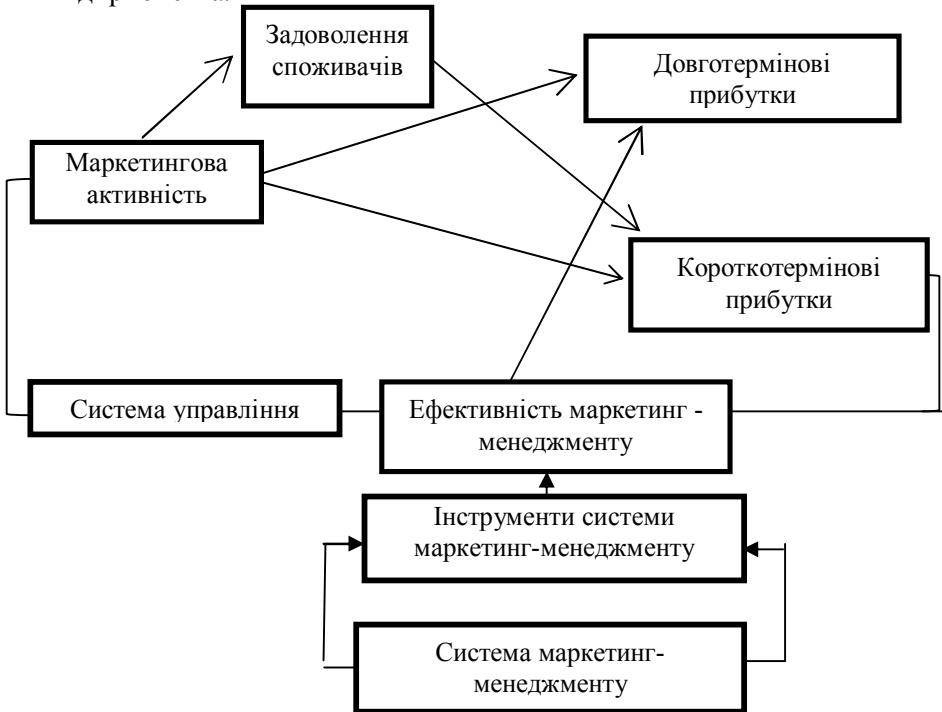 Задоволення
споживачів
Довготермінові
прибутки
Маркетингова
активність
Короткотермінові
прибутки
Система управління
Ефективність маркетинг -
менеджменту
Інструменти системи
маркетинг-менеджменту
Система маркетинг-
менеджменту